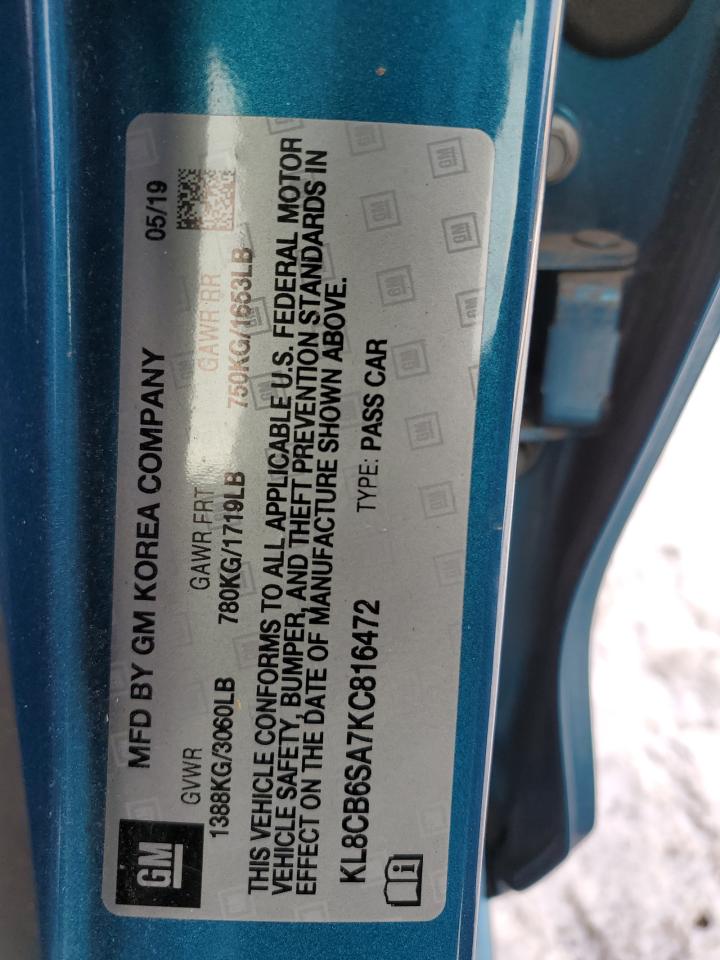 GM
MFD BY GM KOREA COMPANY 05/19
GVWR GAWR FRT GAWR RR
1388KG/3060LB 780KG/1719LB 750KG/1653LB
THIS VEHICLE CONFORMS TO ALL APPLICABLE U.S. FEDERAL MOTOR
VEHICLE SAFETY, BUMPER, AND THEFT PREVENTION STANDARDS IN
EFFECT ON THE DATE OF MANUFACTURE SHOWN ABOVE.
KL8CB6SA7KC816472 TYPE: PASS CAR